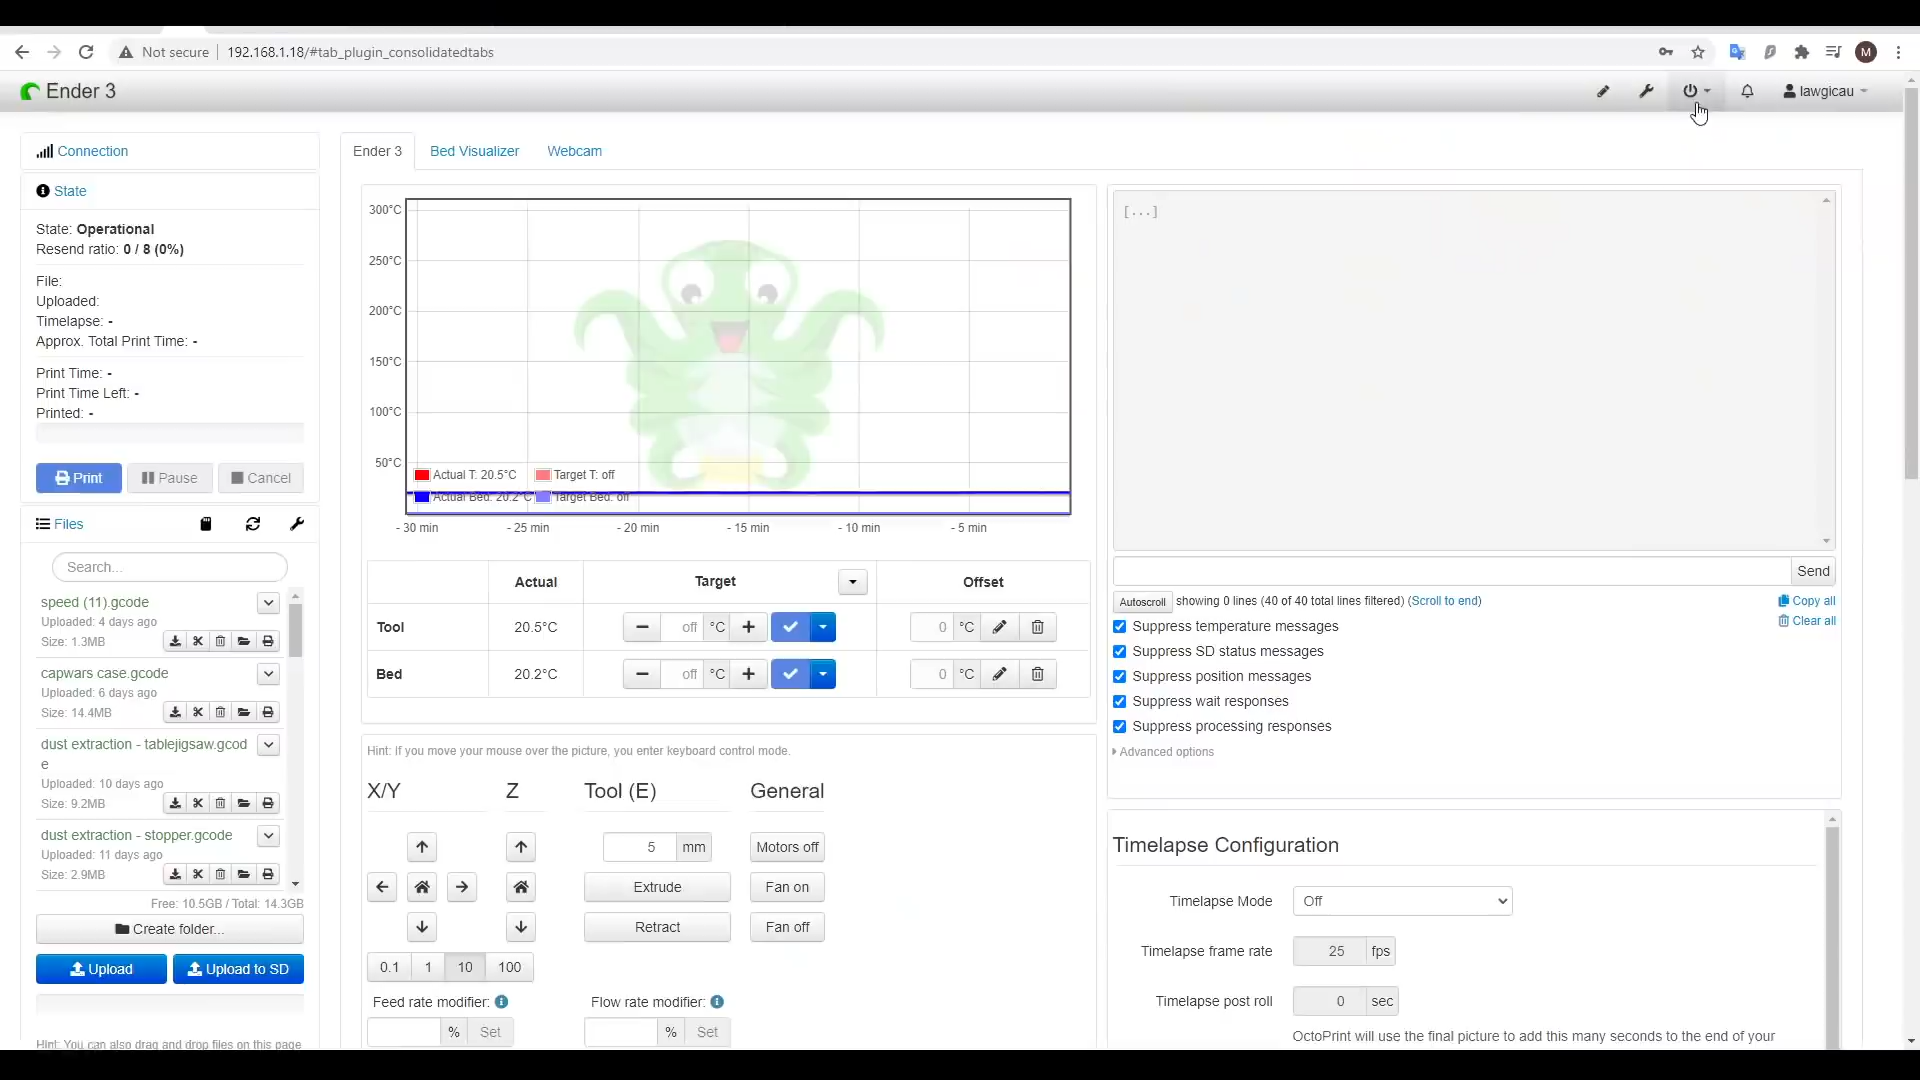 Not secure
192.168.1.18/#tab_plugin_consolidatedtabs
M
Ender 3
lawgicau
Connection
State
State: Operational
Resend ratio: 0 / 8 (0%)
File:
Uploaded:
Timelapse: -
Approx. Total Print Time: -
Print Time: -
Print Time Left: -
Printed: -
Print
Pause
Cancel
Files
Search...
speed (11).gcode
Uploaded: 4 days ago
Size: 1.3MB
capwars case.gcode
Uploaded: 6 days ago
Size: 14.4MB
dust extraction - tablejigsaw.gcod
e
Uploaded: 10 days ago
Size: 9.2MB
dust extraction - stopper.gcode
Uploaded: 11 days ago
Size: 2.9MB
Free: 10.5GB / Total: 14.3GB
Create folder...
Upload
Upload to SD
Hint: You can also drag and drop files on this page
Ender 3
Bed Visualizer
Webcam
300°C
250°C
200°C
150°C
100°C
50°C
Actual T: 20.5°C
Target T: off
Actual Bed: 20.2°C
Target Bed: off
- 30 min
- 25 min
- 20 min
- 15 min
- 10 min
- 5 min
Actual
Target
Offset
Tool
20.5°C
off
°C
0
°C
Bed
20.2°C
off
°C
0
°C
Hint: If you move your mouse over the picture, you enter keyboard control mode.
X/Y
Z
Tool (E)
General
5
mm
Motors off
Extrude
Fan on
Retract
Fan off
0.1
1
10
100
Feed rate modifier:
Flow rate modifier:
%
Set
%
Set
[...]
Send
Autoscroll
showing 0 lines (40 of 40 total lines filtered) (Scroll to end)
Copy all
Clear all
Suppress temperature messages
Suppress SD status messages
Suppress position messages
Suppress wait responses
Suppress processing responses
Advanced options
Timelapse Configuration
Timelapse Mode
Off
Timelapse frame rate
25
fps
Timelapse post roll
0
sec
OctoPrint will use the final picture to add this many seconds to the end of your